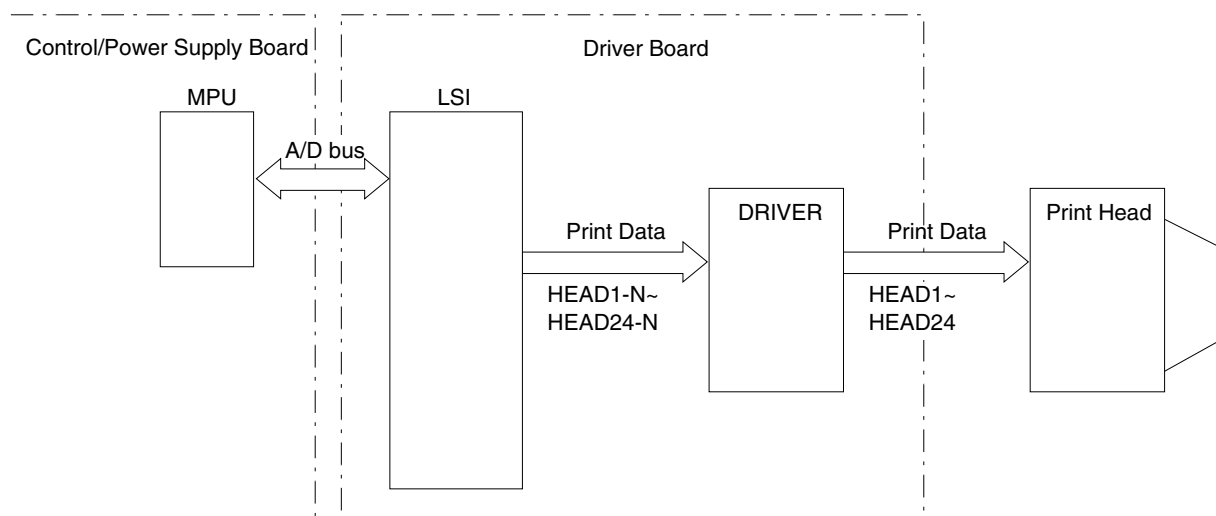 Control/Power Supply Board
Driver Board
MPU
LSI
A/D bus
DRIVER
Print Head
Print Data
Print Data
HEAD1-N~
HEAD24-N
HEAD1~
HEAD24